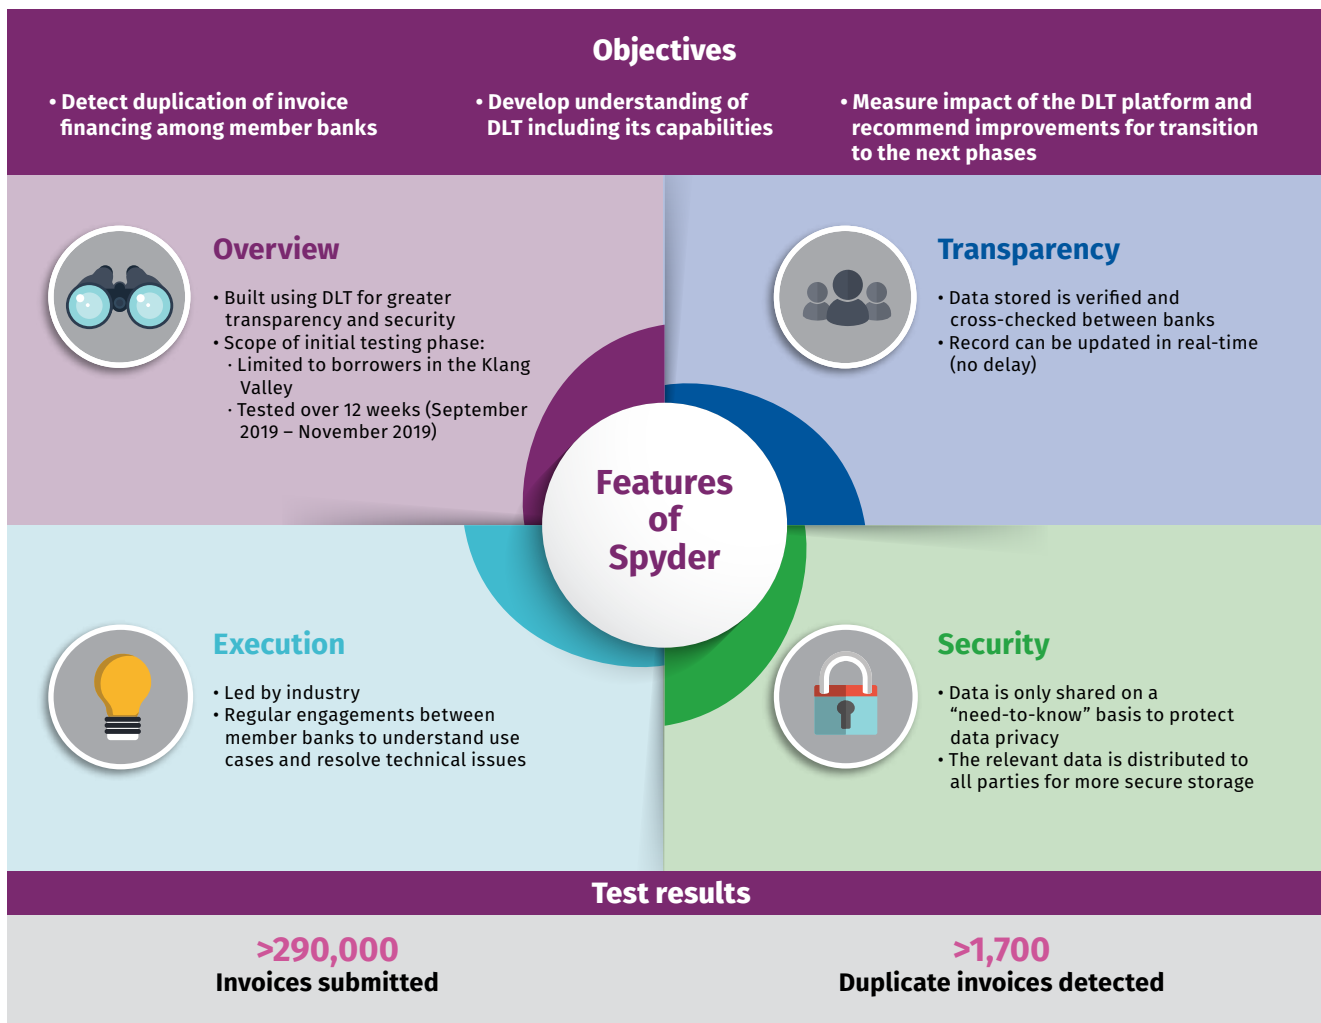 Objectives
• Detect duplication of invoice
financing among member banks
• Develop understanding of
DLT including its capabilities
• Measure impact of the DLT platform and
recommend improvements for transition
to the next phases
Overview
• Built using DLT for greater
transparency and security
• Scope of initial testing phase:
· Limited to borrowers in the Klang
Valley
· Tested over 12 weeks (September
2019 – November 2019)
Transparency
• Data stored is verified and
cross-checked between banks
• Record can be updated in real-time
(no delay)
Features
of
Spyder
Execution
• Led by industry
• Regular engagements between
member banks to understand use
cases and resolve technical issues
Security
• Data is only shared on a
“need-to-know” basis to protect
data privacy
• The relevant data is distributed to
all parties for more secure storage
Test results
>290,000
Invoices submitted
>1,700
Duplicate invoices detected